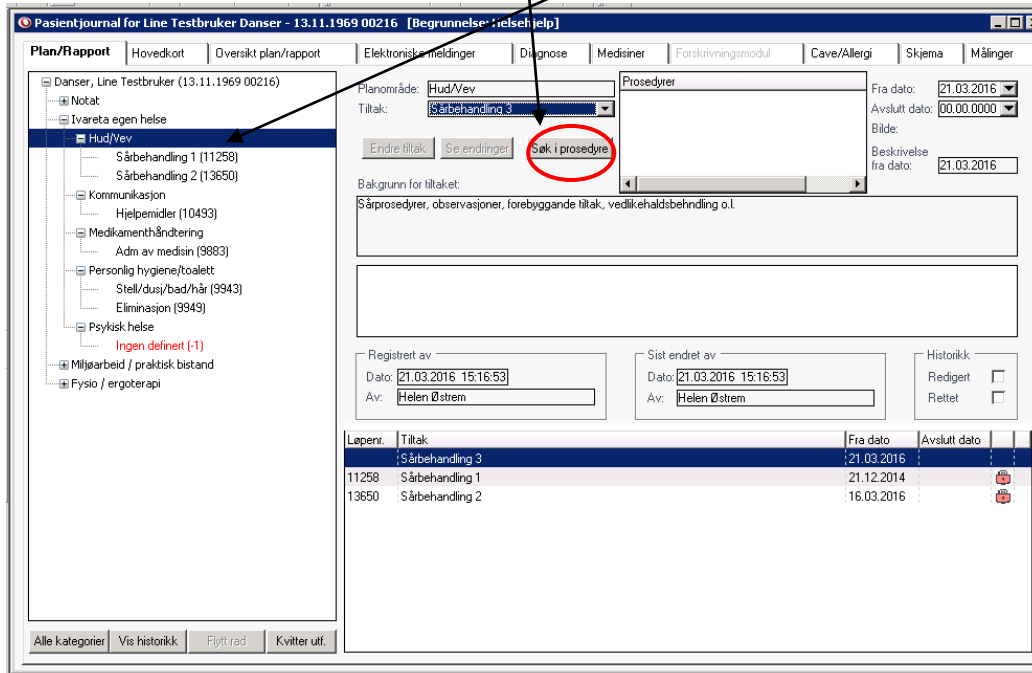 Pasientjournal for Line Testbruker Danser - 13.11.1969 00216 [Begrunnelse: Helsehjelp]
Plan/Rapport Hovedkort Oversikt plan/rapport Elektroniske meldinger Diagnose Medisiner Forskrivningsmodul Cave/Allergi Skjema Målinger
Danser, Line Testbruker (13.11.1969 00216)
Notat
Ivareta egen helse
Hud/Vev
Sårbehandling 1 (11258)
Sårbehandling 2 (13650)
Kommunikasjon
Hjelpemidler (10493)
Medikamenthåndtering
Adm av medisin (9883)
Personlig hygiene/toalett
Stell/dusj/bad/hår (9943)
Eliminasjon (9949)
Psykisk helse
Ingen definert (-1)
Miljøarbeid / praktisk bistand
Fysio / ergoterapi
Alle kategorier Vis historikk Flytt rad Kvitter utf.
Planområde: Hud/Vev
Tiltak: Sårbehandling 3
Endre tiltak Se endringer Søk i prosedyre
Prosedyrer
Fra dato: 21.03.2016
Avslutt dato: 00.00.0000
Bilde:
Beskrivelse
fra dato: 21.03.2016
Bakgrunn for tiltaket:
Sårprosedyrer, observasjoner, forebyggande tiltak, vedlikehaldsbehndling o.l.
Registrert av
Dato: 21.03.2016 15:16:53
Av: Helen Østrem
Sist endret av
Dato: 21.03.2016 15:16:53
Av: Helen Østrem
Historikk
Redigert
Rettet
Løpenr. Tiltak Fra dato Avslutt dato
Sårbehandling 3 21.03.2016
11258 Sårbehandling 1 21.12.2014
13650 Sårbehandling 2 16.03.2016